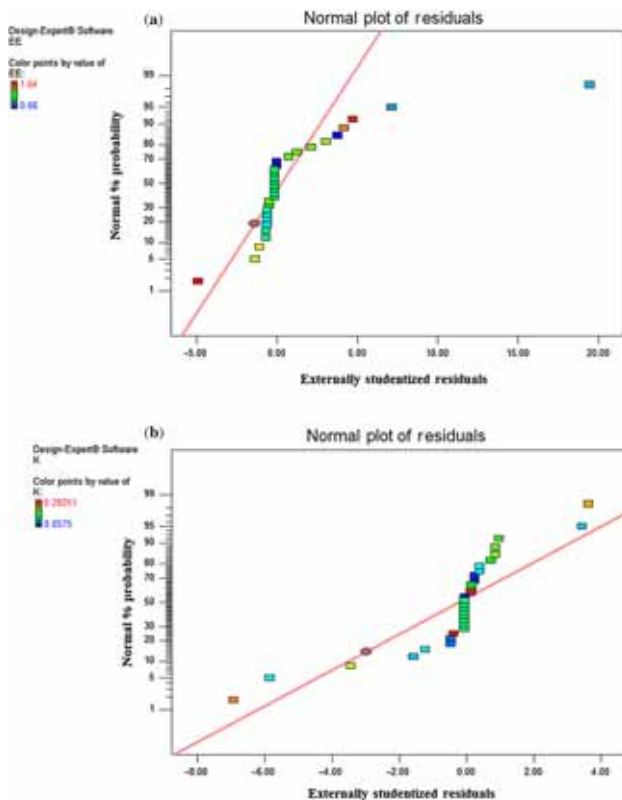 (a)
Normal plot of residuals
Design-Expert® Software
EE
Color points by value of
EE:
1.64
0.66
Normal % probability
99
95
90
80
70
50
30
20
10
5
1
−5.00 0.00 5.00 10.00 15.00 20.00
Externally studentized residuals
(b)
Normal plot of residuals
Design-Expert® Software
K
Color points by value of
K:
0.0575
Normal % probability
99
95
90
80
70
50
30
20
10
5
1
−8.00 −6.00 −4.00 −2.00 0.00 2.00 4.00
Externally studentized residuals